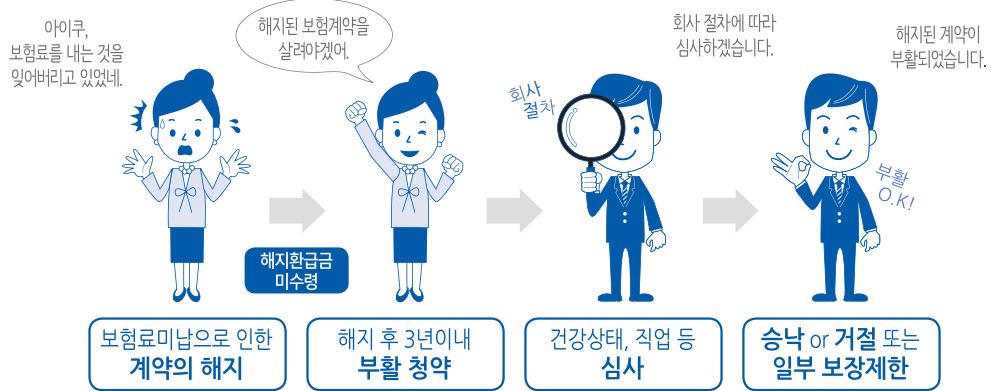 아이쿠,
보험료를 내는 것을
잊어버리고 있었네.
해지된 보험계약을
살려야겠어.
회사 절차에 따라
심사하겠습니다.
해지된 계약이
부활되었습니다.
회사
절차
부활
O.K!
해지환급금
미수령
보험료미납으로 인한
계약의 해지
해지 후 3년이내
부활 청약
건강상태, 직업 등
심사
승낙 or 거절 또는
일부 보장제한